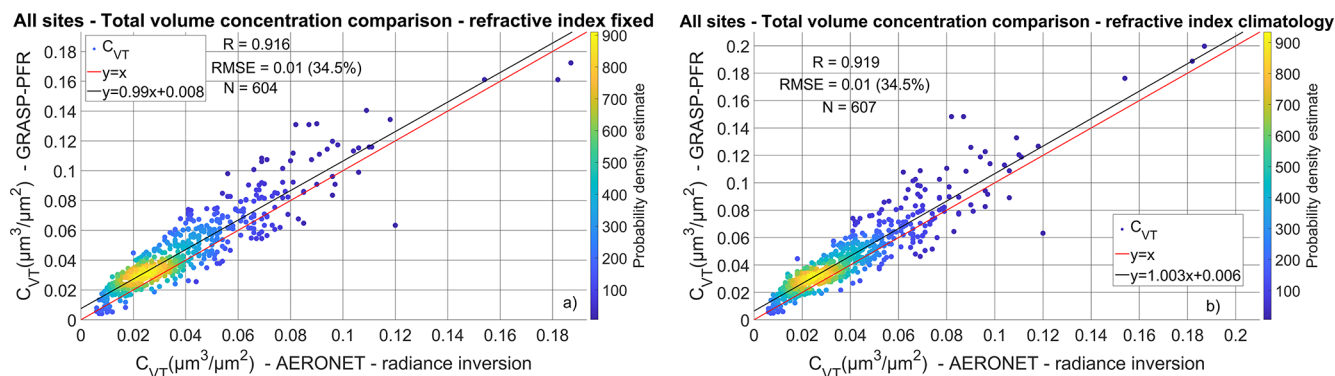 All sites - Total volume concentration comparison - refractive index fixed
C_VT
y=x
y=0.99x+0.008
R = 0.916
RMSE = 0.01 (34.5%)
N = 604
0.18
0.16
0.14
0.12
0.1
0.08
0.06
0.04
0.02
0
C_VT(µm³/µm²) - GRASP-PFR
0 0.02 0.04 0.06 0.08 0.1 0.12 0.14 0.16 0.18
C_VT(µm³/µm²) - AERONET - radiance inversion
a)
900
800
700
600
500
400
300
200
100
Probability density estimate
All sites - Total volume concentration comparison - refractive index climatology
R = 0.919
RMSE = 0.01 (34.5%)
N = 607
C_VT
y=x
y=1.003x+0.006
0.2
0.18
0.16
0.14
0.12
0.1
0.08
0.06
0.04
0.02
0
C_VT(µm³/µm²) - GRASP-PFR
0 0.02 0.04 0.06 0.08 0.1 0.12 0.14 0.16 0.18 0.2
C_VT(µm³/µm²) - AERONET - radiance inversion
b)
900
800
700
600
500
400
300
200
100
Probability density estimate